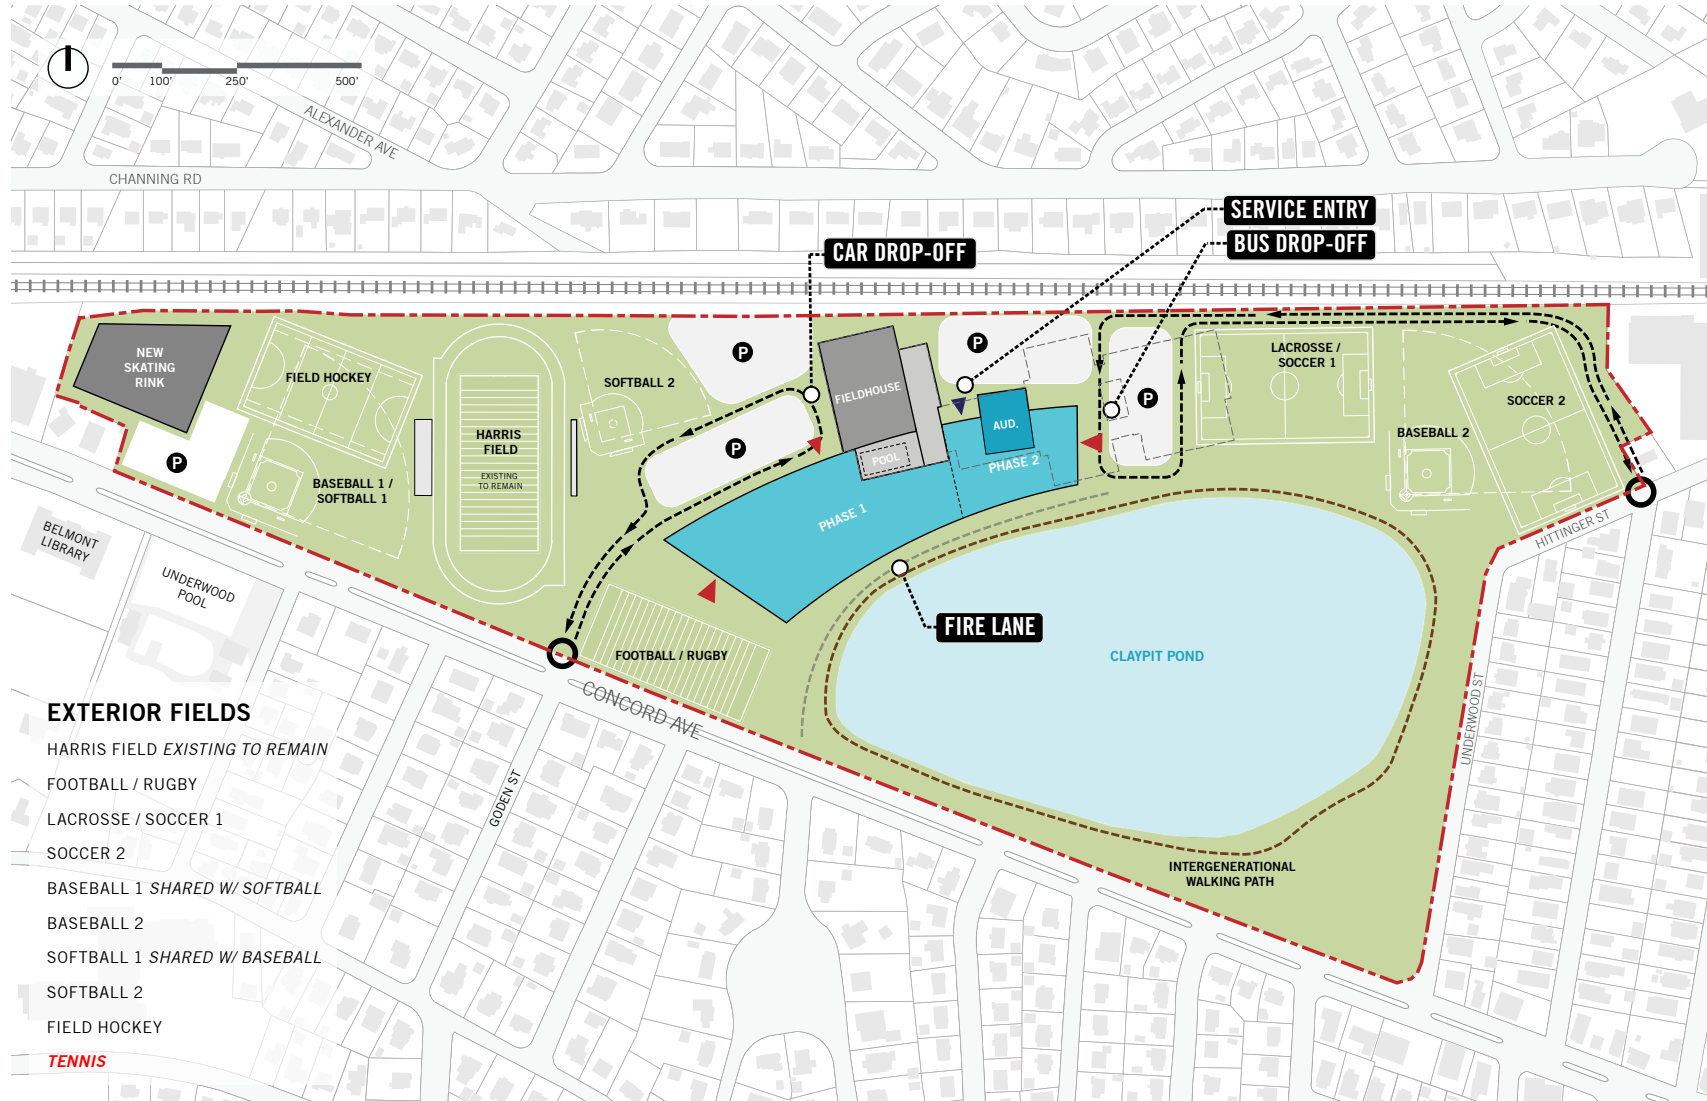 0' 100' 250' 500'
ALEXANDER AVE
CHANNING RD
SERVICE ENTRY
BUS DROP-OFF
CAR DROP-OFF
NEW
SKATING
RINK
FIELD HOCKEY
SOFTBALL 2
P
P
P
P
P
FIELDHOUSE
POOL
AUD.
PHASE 2
PHASE 1
LACROSSE /
SOCCER 1
SOCCER 2
BASEBALL 2
HARRIS
FIELD
EXISTING
TO REMAIN
BASEBALL 1 /
SOFTBALL 1
BELMONT
LIBRARY
UNDERWOOD
POOL
HITTINGER ST
FIRE LANE
FOOTBALL / RUGBY
CLAYPIT POND
CONCORD AVE
UNDERWOOD ST
GODEN ST
INTERGENERATIONAL
WALKING PATH
EXTERIOR FIELDS
HARRIS FIELD EXISTING TO REMAIN
FOOTBALL / RUGBY
LACROSSE / SOCCER 1
SOCCER 2
BASEBALL 1 SHARED W/ SOFTBALL
BASEBALL 2
SOFTBALL 1 SHARED W/ BASEBALL
SOFTBALL 2
FIELD HOCKEY
TENNIS